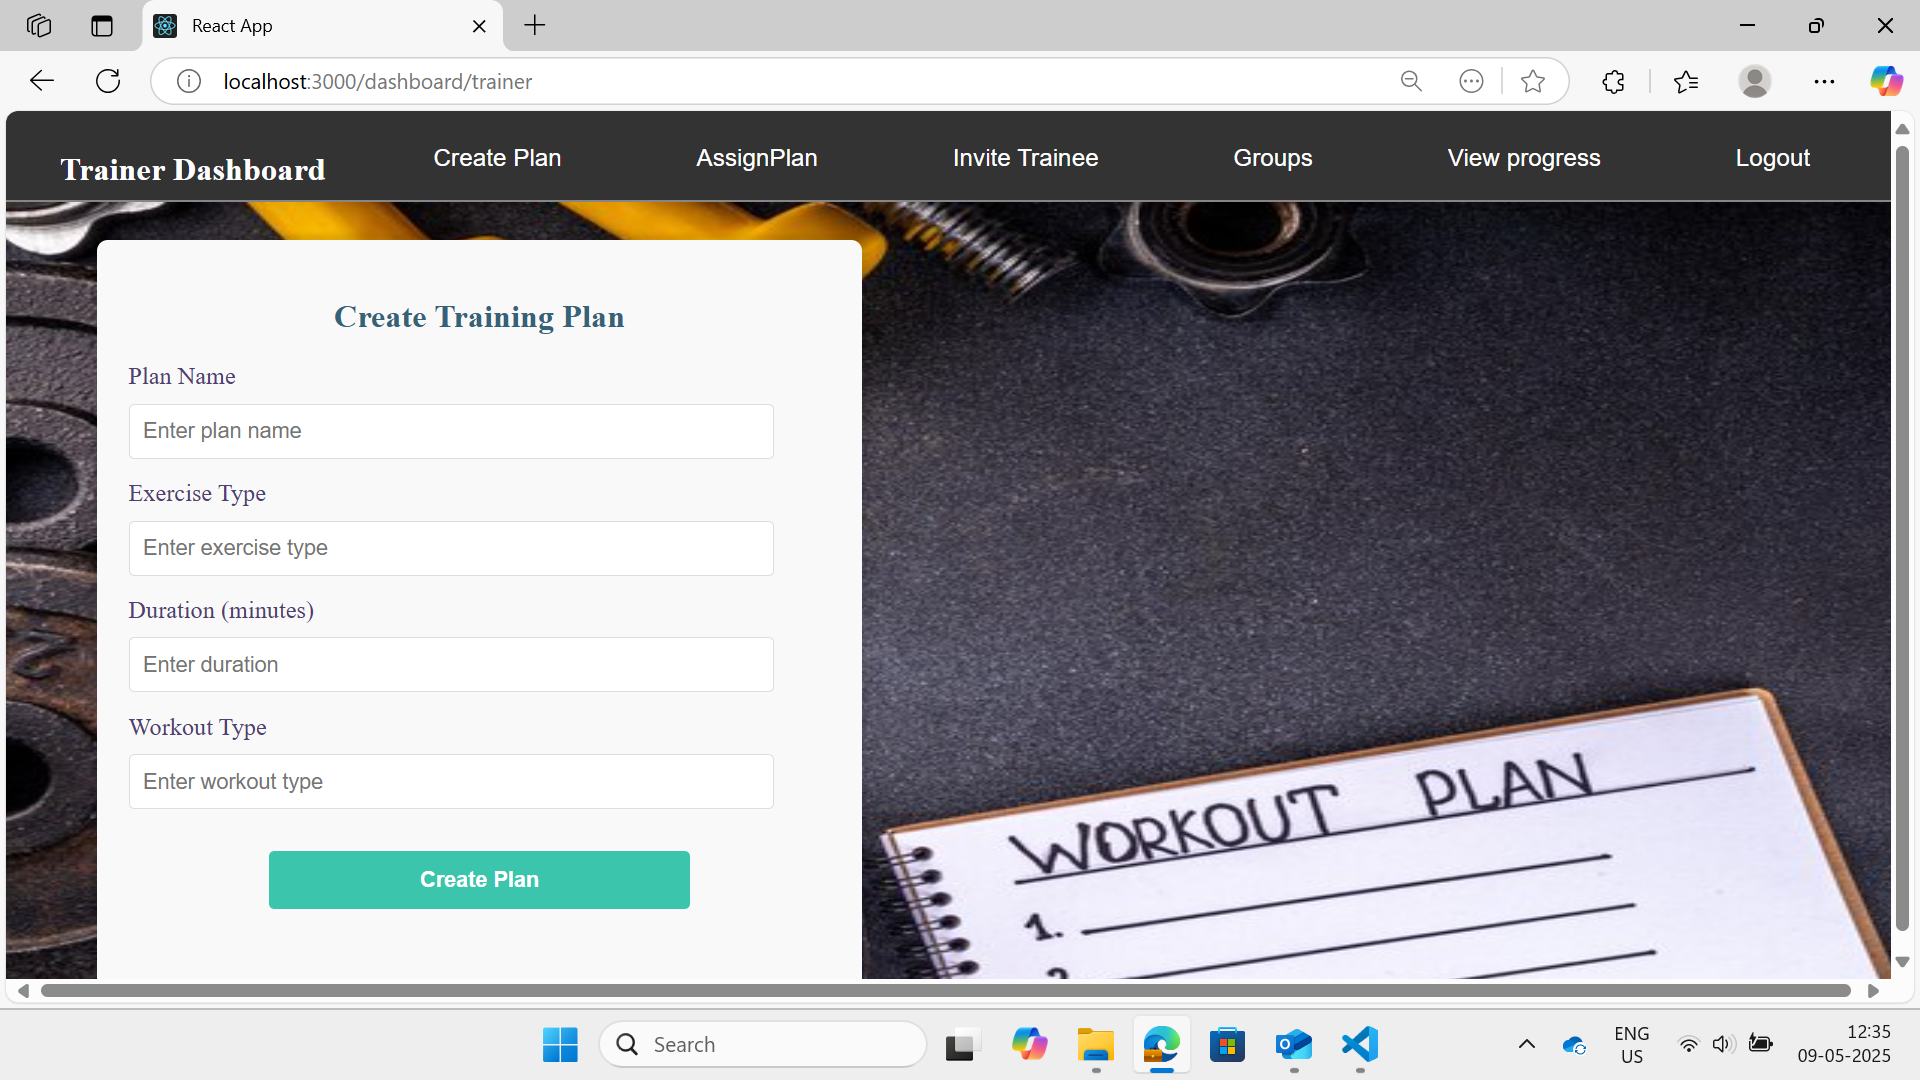 React App
localhost:3000/dashboard/trainer
Trainer Dashboard
Create Plan
AssignPlan
Invite Trainee
Groups
View progress
Logout
Create Training Plan
Plan Name
Enter plan name
Exercise Type
Enter exercise type
Duration (minutes)
Enter duration
Workout Type
Enter workout type
Create Plan
WORKOUT PLAN
1.
Search
ENG
US
12:35
09-05-2025